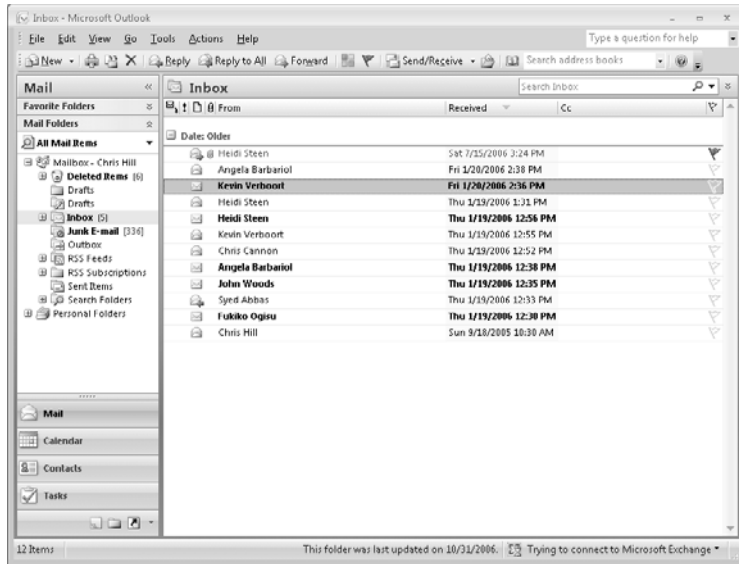 Inbox - Microsoft Outlook
File Edit View Go Tools Actions Help Type a question for help
New Reply Reply to All Forward Send/Receive Search address books
Mail Inbox Search Inbox
Favorite Folders From Received Cc
Mail Folders
Date: Older
All Mail Items
Heidi Steen Sat 7/15/2006 3:24 PM
Mailbox - Chris Hill
Angela Barbariol Fri 1/20/2006 2:38 PM
Deleted Items [6]
Kevin Verboort Fri 1/20/2006 2:36 PM
Drafts
Heidi Steen Thu 1/19/2006 1:31 PM
Drafts
Heidi Steen Thu 1/19/2006 12:56 PM
Inbox (5)
Kevin Verboort Thu 1/19/2006 12:55 PM
Junk E-mail [336]
Chris Cannon Thu 1/19/2006 12:52 PM
Outbox
Angela Barbariol Thu 1/19/2006 12:38 PM
RSS Feeds
John Woods Thu 1/19/2006 12:35 PM
RSS Subscriptions
Syed Abbas Thu 1/19/2006 12:33 PM
Sent Items
Fukiko Ogisu Thu 1/19/2006 12:30 PM
Search Folders
Chris Hill Sun 9/18/2005 10:30 AM
Personal Folders
Mail
Calendar
Contacts
Tasks
12 Items This folder was last updated on 10/31/2006. Trying to connect to Microsoft Exchange